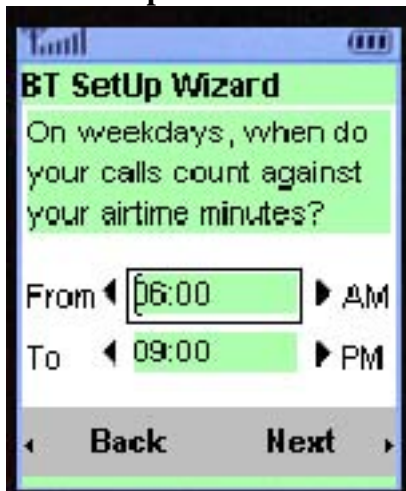 BT SetUp Wizard
On weekdays, when do
your calls count against
your airtime minutes?
From 06:00 AM
To 09:00 PM
Back Next